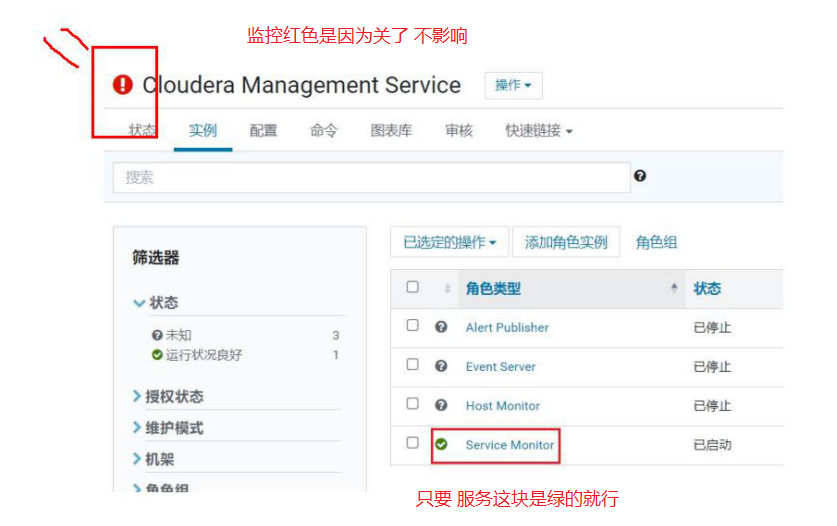 监控红色是因为关了 不影响
Cloudera Management Service 操作
状态 实例 配置 命令 图表库 审核 快速链接
搜索
已选定的操作 添加角色实例 角色组
筛选器
角色类型 状态
状态
未知 3
运行状况良好 1
Alert Publisher 已停止
Event Server 已停止
授权状态
维护模式
Host Monitor 已停止
机架
Service Monitor 已启动
角色组
只要 服务这块是绿的就行